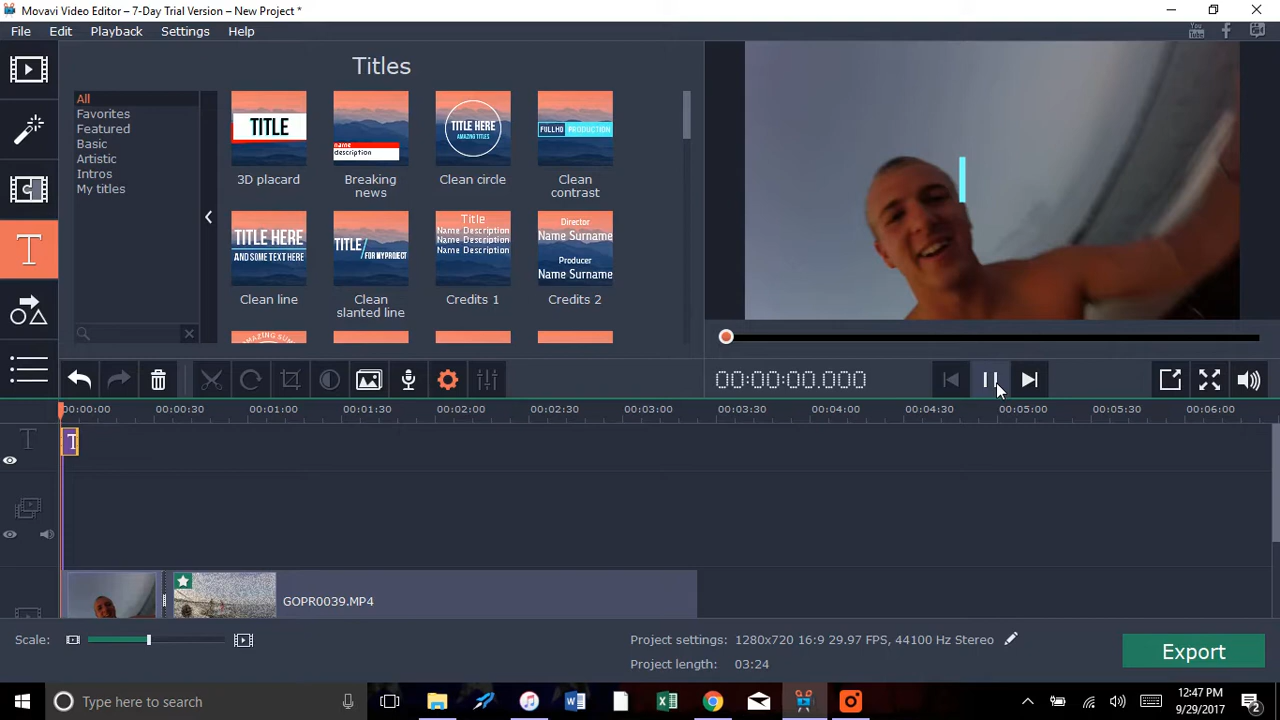 Movavi Video Editor – 7-Day Trial Version – New Project *
File Edit Playback Settings Help
You Tube
Titles
All
Favorites
Featured
Basic
Artistic
Intros
My titles
TITLE
name
description
TITLE HERE
AMAZING TITLES
FULLHD PRODUCTION
3D placard
Breaking
news
Clean circle
Clean
contrast
TITLE HERE
AND SOME TEXT HERE
TITLE/
FOR MY PROJECT
Title
Name Description
Name Description
Name Description
Director
Name Surname
Producer
Name Surname
Clean line
Clean
slanted line
Credits 1
Credits 2
00:00:00.000
00:00:00 00:00:30 00:01:00 00:01:30 00:02:00 00:02:30 00:03:00 00:03:30 00:04:00 00:04:30 00:05:00 00:05:30 00:06:00
T
GOPR0039.MP4
Scale:
Project settings: 1280x720 16:9 29.97 FPS, 44100 Hz Stereo
Project length: 03:24
Export
Type here to search
12:47 PM
9/29/2017
2